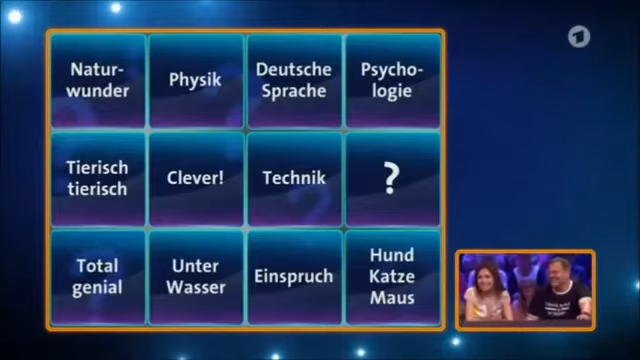 Natur-
wunder
Physik
Deutsche
Sprache
Psycho-
logie
Tierisch
tierisch
Clever!
Technik
?
Total
genial
Unter
Wasser
Einspruch
Hund
Katze
Maus
1